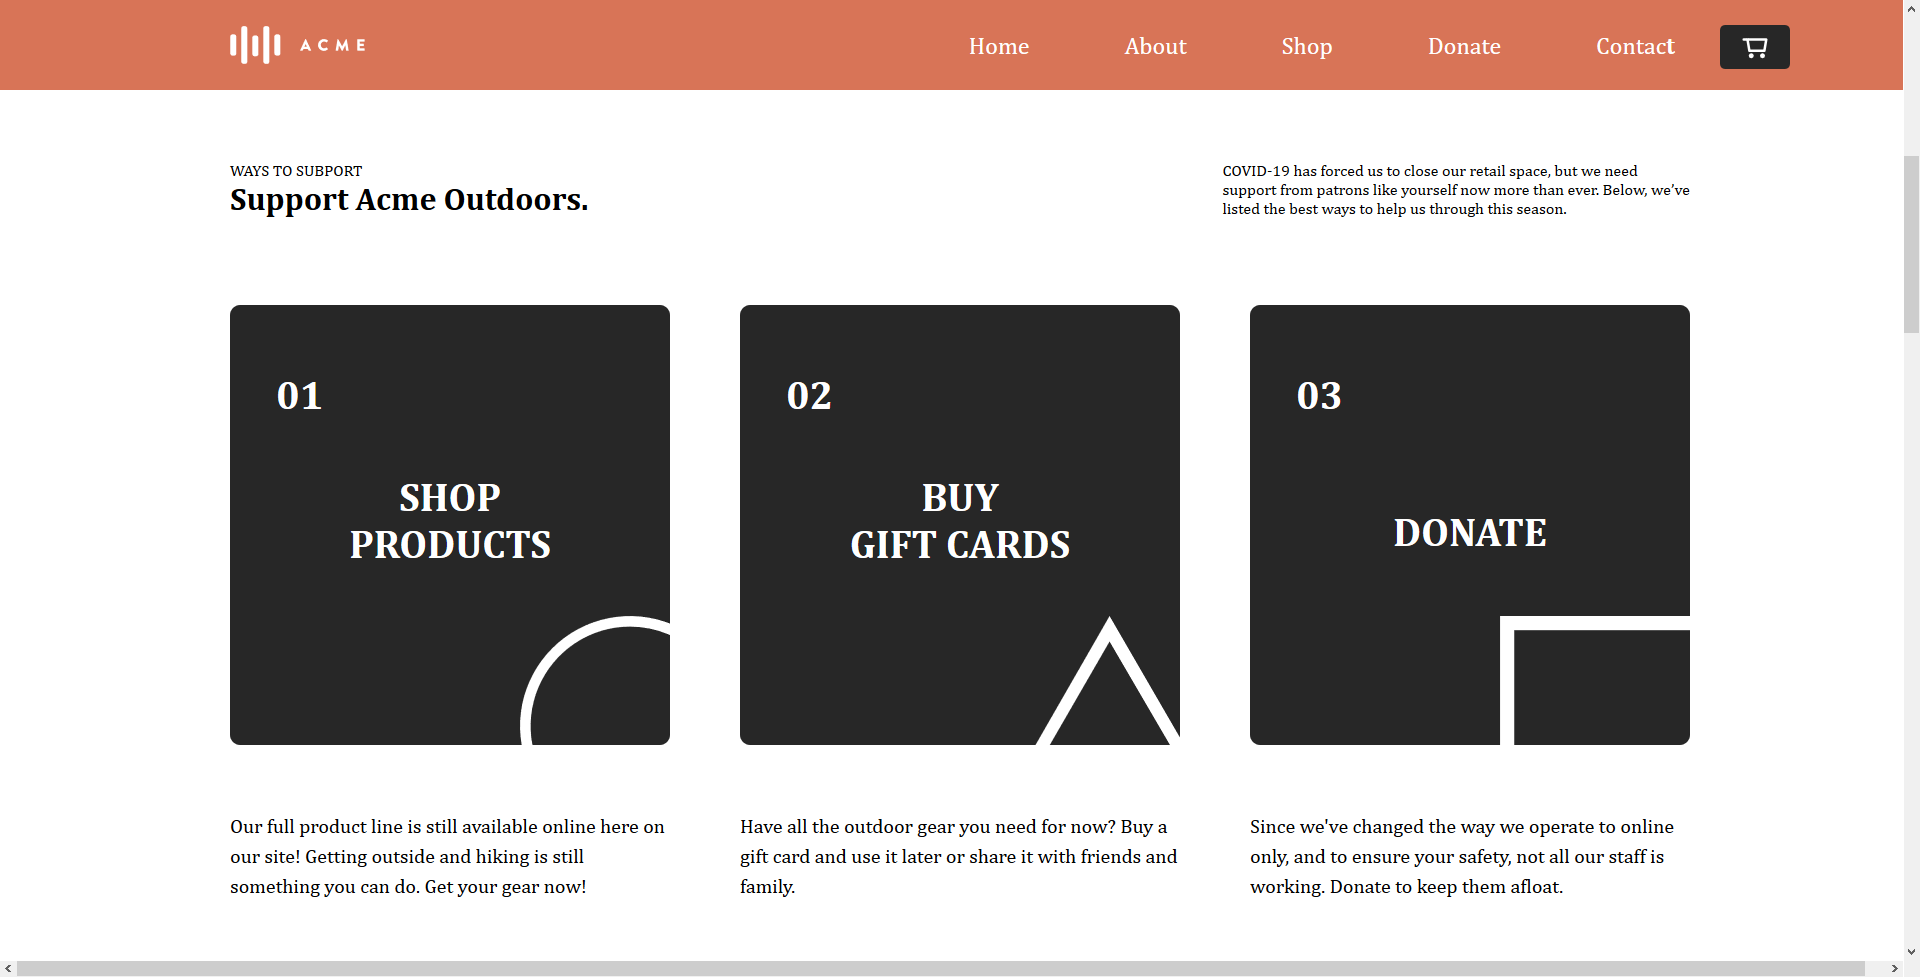 ACME
Home About Shop Donate Contact
WAYS TO SUPPORT
Support Acme Outdoors.
COVID-19 has forced us to close our retail space, but we need
support from patrons like yourself now more than ever. Below, we’ve
listed the best ways to help us through this season.
01
SHOP
PRODUCTS
02
BUY
GIFT CARDS
03
DONATE
Our full product line is still available online here on
our site! Getting outside and hiking is still
something you can do. Get your gear now!
Have all the outdoor gear you need for now? Buy a
gift card and use it later or share it with friends and
family.
Since we've changed the way we operate to online
only, and to ensure your safety, not all our staff is
working. Donate to keep them afloat.